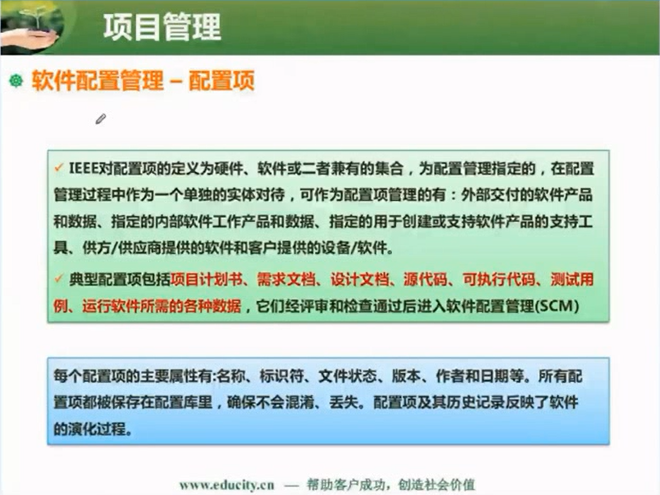 项目管理
软件配置管理 – 配置项
✓ IEEE对配置项的定义为硬件、软件或二者兼有的集合，为配置管理指定的，在配置
管理过程中作为一个单独的实体对待，可作为配置项管理的有：外部交付的软件产品
和数据、指定的内部软件工作产品和数据、指定的用于创建或支持软件产品的支持工
具、供方/供应商提供的软件和客户提供的设备/软件。
✓ 典型配置项包括项目计划书、需求文档、设计文档、源代码、可执行代码、测试用
例、运行软件所需的各种数据，它们经评审和检查通过后进入软件配置管理(SCM)
每个配置项的主要属性有:名称、标识符、文件状态、版本、作者和日期等。所有配
置项都被保存在配置库里，确保不会混淆、丢失。配置项及其历史记录反映了软件
的演化过程。
www.educity.cn — 帮助客户成功，创造社会价值